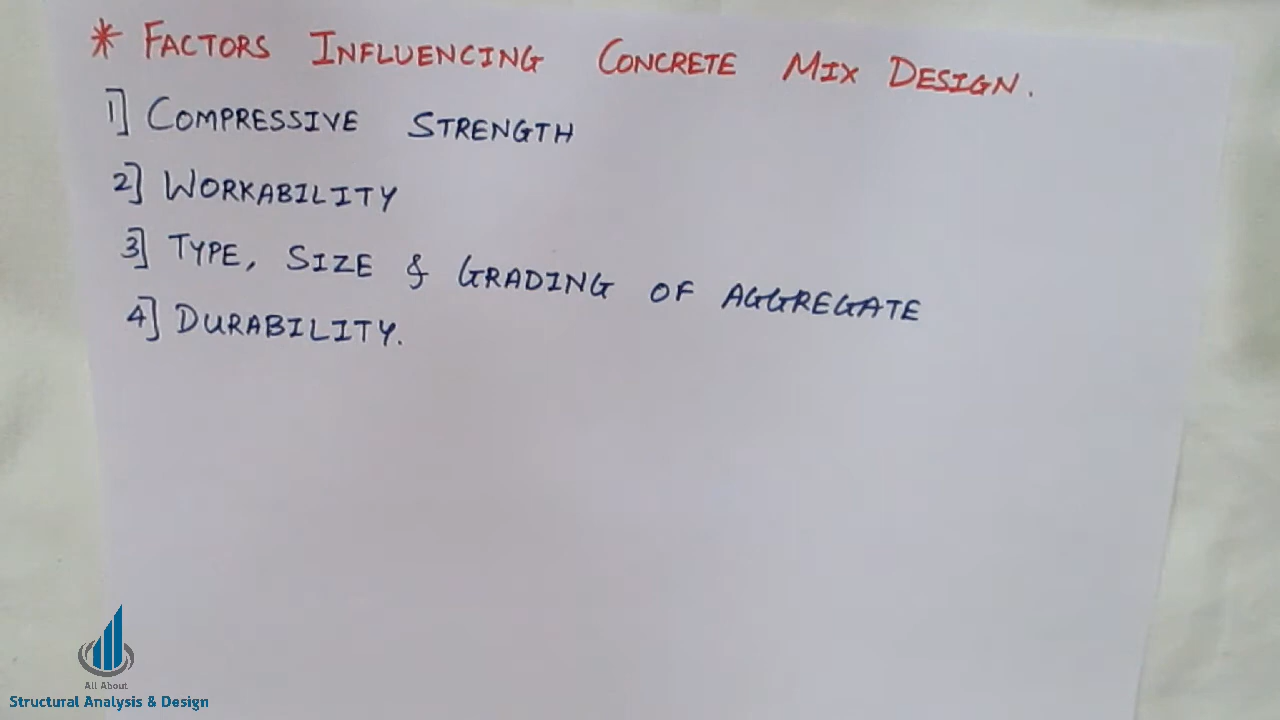 * FACTORS INFLUENCING CONCRETE MIX DESIGN.
1] COMPRESSIVE STRENGTH
2] WORKABILITY
3] TYPE, SIZE & GRADING OF AGGREGATE
4] DURABILITY.
All About
Structural Analysis & Design